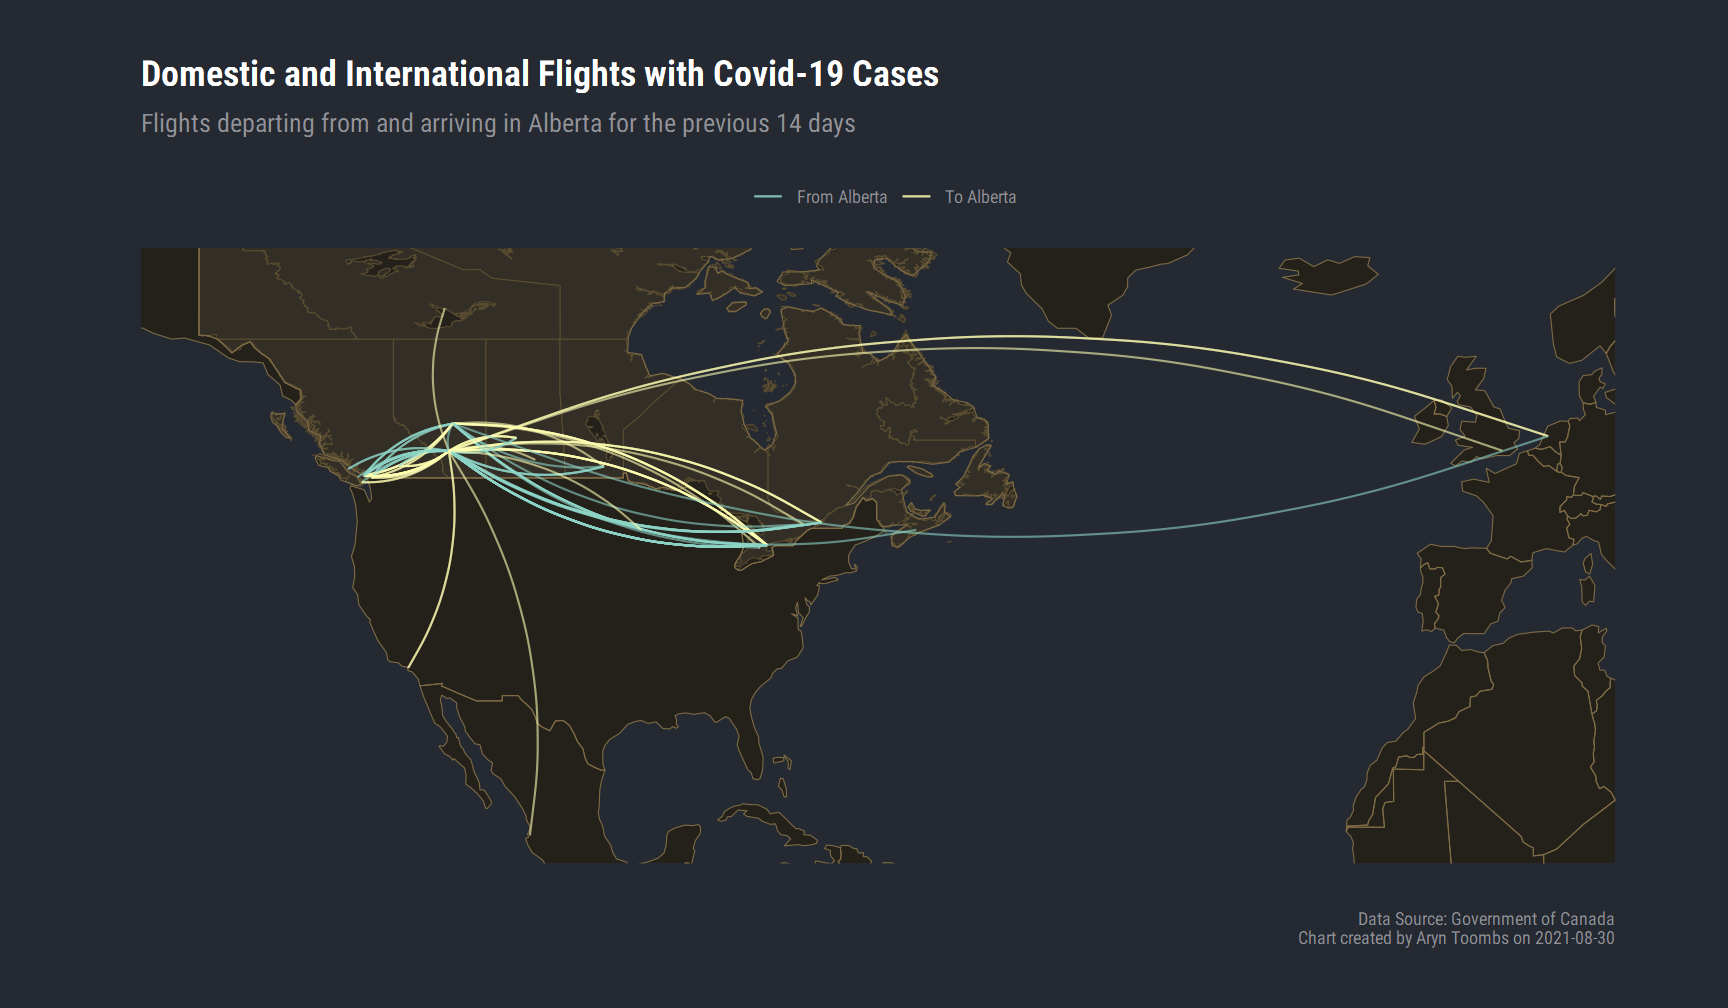 Domestic and International Flights with Covid-19 Cases
Flights departing from and arriving in Alberta for the previous 14 days
From Alberta To Alberta
Data Source: Government of Canada
Chart created by Aryn Toombs on 2021-08-30